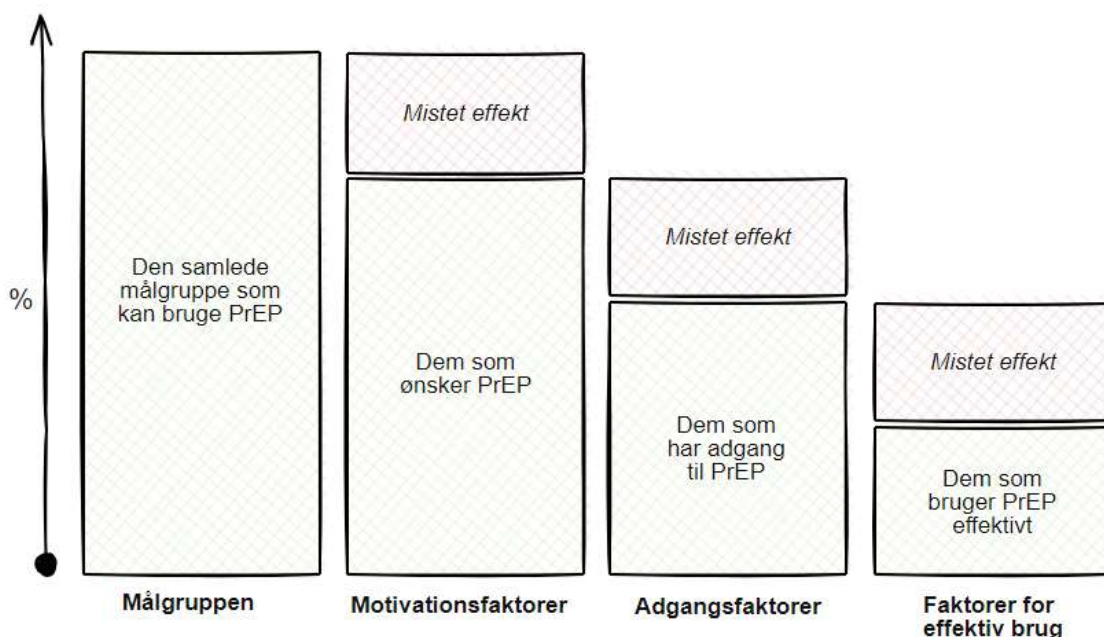 %
Den samlede
målgruppe som
kan bruge PrEP
Målgruppen
Mistet effekt
Dem som
ønsker PrEP
Motivationsfaktorer
Mistet effekt
Dem som
har adgang
til PrEP
Adgangsfaktorer
Mistet effekt
Dem som
bruger PrEP
effektivt
Faktorer for
effektiv brug